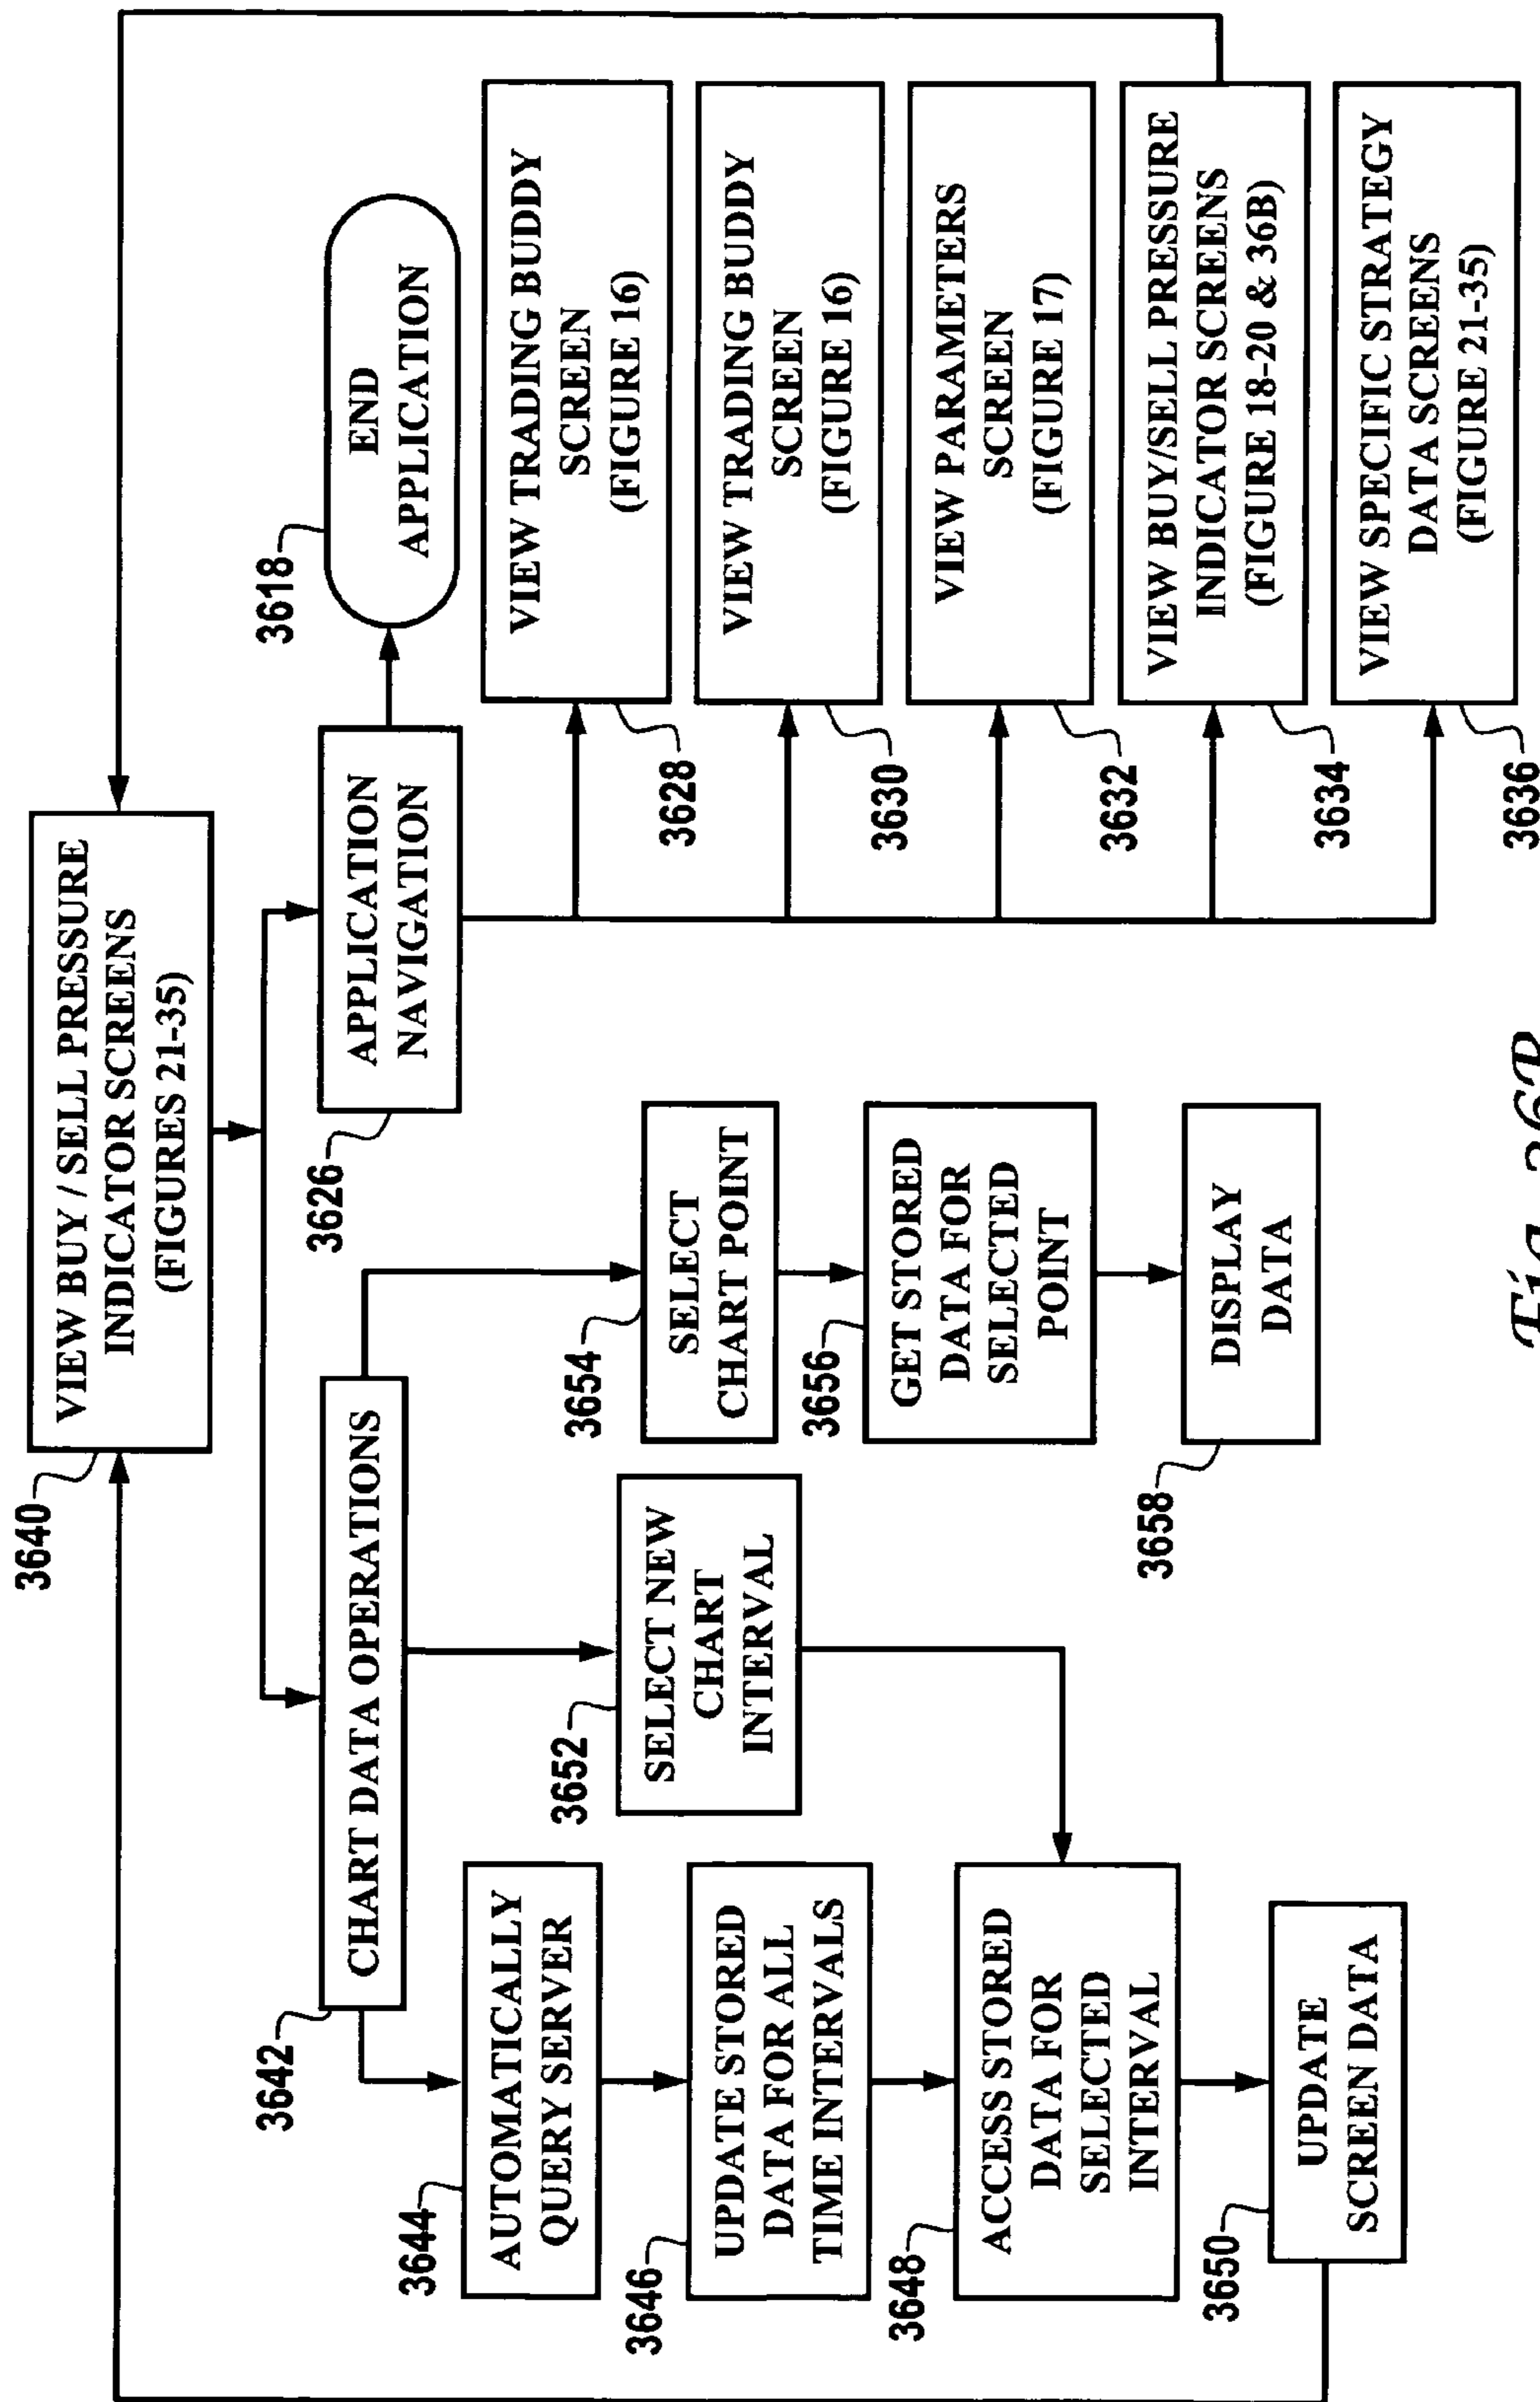 3640
VIEW BUY / SELL PRESSURE
INDICATOR SCREENS
(FIGURES 21-35)
3642
CHART DATA OPERATIONS
3626
APPLICATION
NAVIGATION
3618
END
APPLICATION
3644
AUTOMATICALLY
QUERY SERVER
3646
UPDATE STORED
DATA FOR ALL
TIME INTERVALS
3648
ACCESS STORED
DATA FOR
SELECTED
INTERVAL
3650
UPDATE
SCREEN DATA
3652
SELECT NEW
CHART
INTERVAL
3654
SELECT
CHART POINT
3656
GET STORED
DATA FOR
SELECTED
POINT
3658
DISPLAY
DATA
3628
VIEW TRADING BUDDY
SCREEN
(FIGURE 16)
3630
VIEW TRADING BUDDY
SCREEN
(FIGURE 16)
3632
VIEW PARAMETERS
SCREEN
(FIGURE 17)
3634
VIEW BUY/SELL PRESSURE
INDICATOR SCREENS
(FIGURE 18-20 & 36B)
3636
VIEW SPECIFIC STRATEGY
DATA SCREENS
(FIGURE 21-35)
Fig. 36B